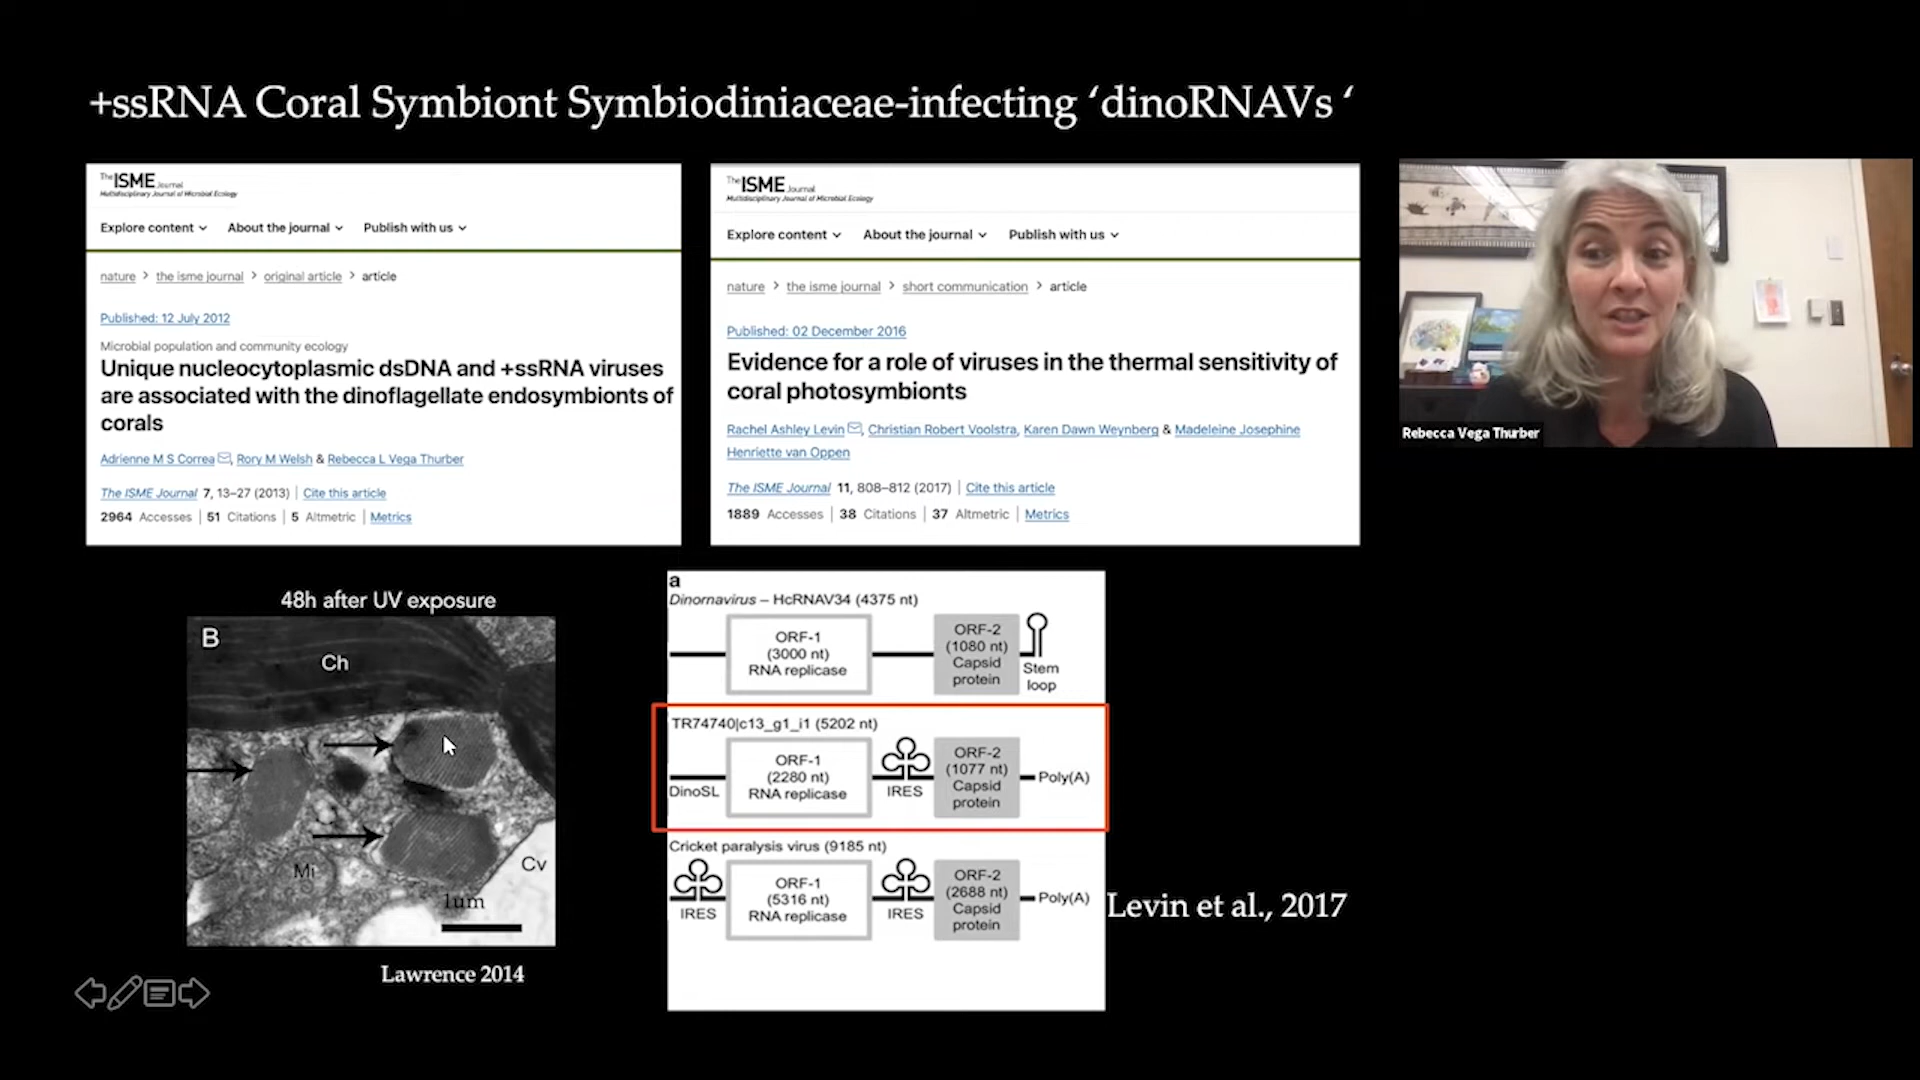 +ssRNA Coral Symbiont Symbiodiniaceae-infecting ‘dinoRNAVs ‘
The ISME Journal
Multidisciplinary Journal of Microbial Ecology
Explore content About the journal Publish with us
nature > the isme journal > original article > article
Published: 12 July 2012
Microbial population and community ecology
Unique nucleocytoplasmic dsDNA and +ssRNA viruses
are associated with the dinoflagellate endosymbionts of
corals
Adrienne M S Correa, Rory M Welsh & Rebecca L Vega Thurber
The ISME Journal 7, 13–27 (2013) | Cite this article
2964 Accesses | 51 Citations | 5 Altmetric | Metrics
The ISME Journal
Multidisciplinary Journal of Microbial Ecology
Explore content About the journal Publish with us
nature > the isme journal > short communication > article
Published: 02 December 2016
Evidence for a role of viruses in the thermal sensitivity of
coral photosymbionts
Rachel Ashley Levin, Christian Robert Voolstra, Karen Dawn Weynberg & Madeleine Josephine
Henriette van Oppen
The ISME Journal 11, 808–812 (2017) | Cite this article
1889 Accesses | 38 Citations | 37 Altmetric | Metrics
Rebecca Vega Thurber
48h after UV exposure
B
Ch
Mi
Cv
1um
Lawrence 2014
a
Dinornavirus – HcRNAV34 (4375 nt)
ORF-1
(3000 nt)
RNA replicase
ORF-2
(1080 nt)
Capsid
protein
Stem
loop
TR74740|c13_g1_i1 (5202 nt)
DinoSL
ORF-1
(2280 nt)
RNA replicase
IRES
ORF-2
(1077 nt)
Capsid
protein
Poly(A)
Cricket paralysis virus (9185 nt)
IRES
ORF-1
(5316 nt)
RNA replicase
IRES
ORF-2
(2688 nt)
Capsid
protein
Poly(A)
Levin et al., 2017